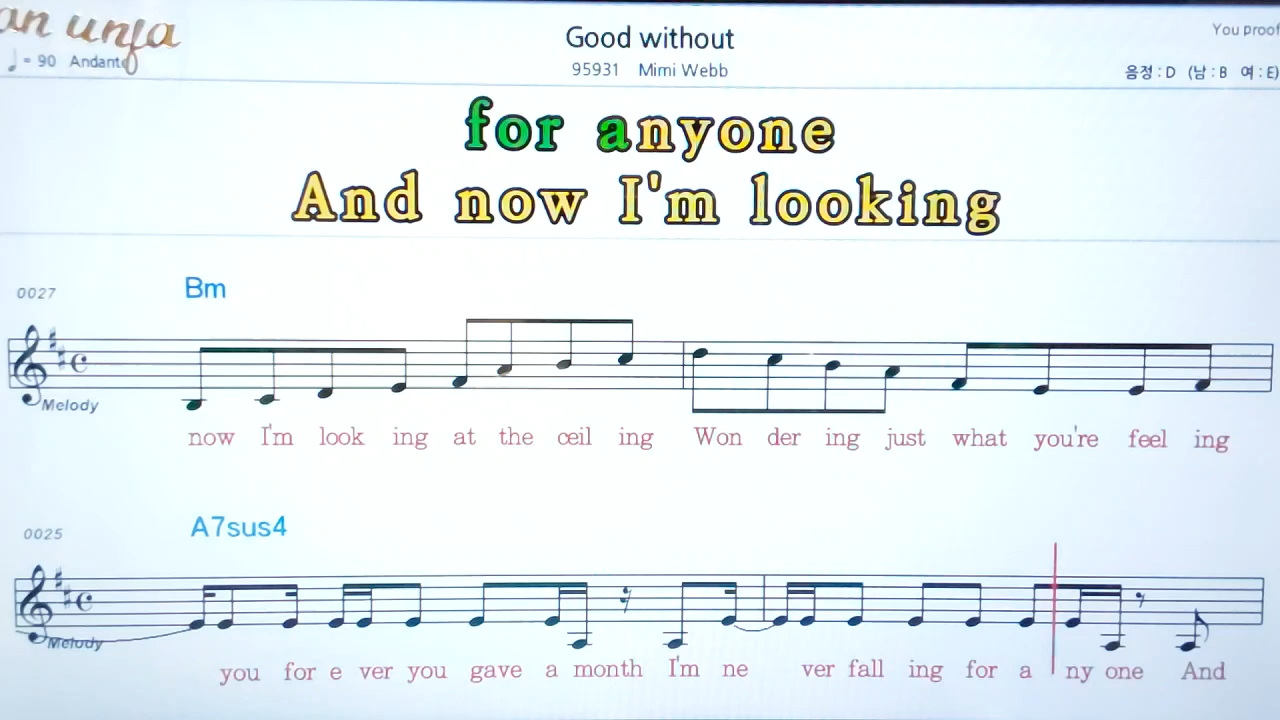 an unfa
♩= 90 Andante
Good without
95931 Mimi Webb
You proof
음정 : D (남 : B 여 : E)
for anyone
And now I'm looking
0027
Bm
Melody
now I'm look ing at the ceil ing Won der ing just what you're feel ing
0025
A7sus4
Melody
you for e ver you gave a month I'm ne ver fall ing for a ny one And